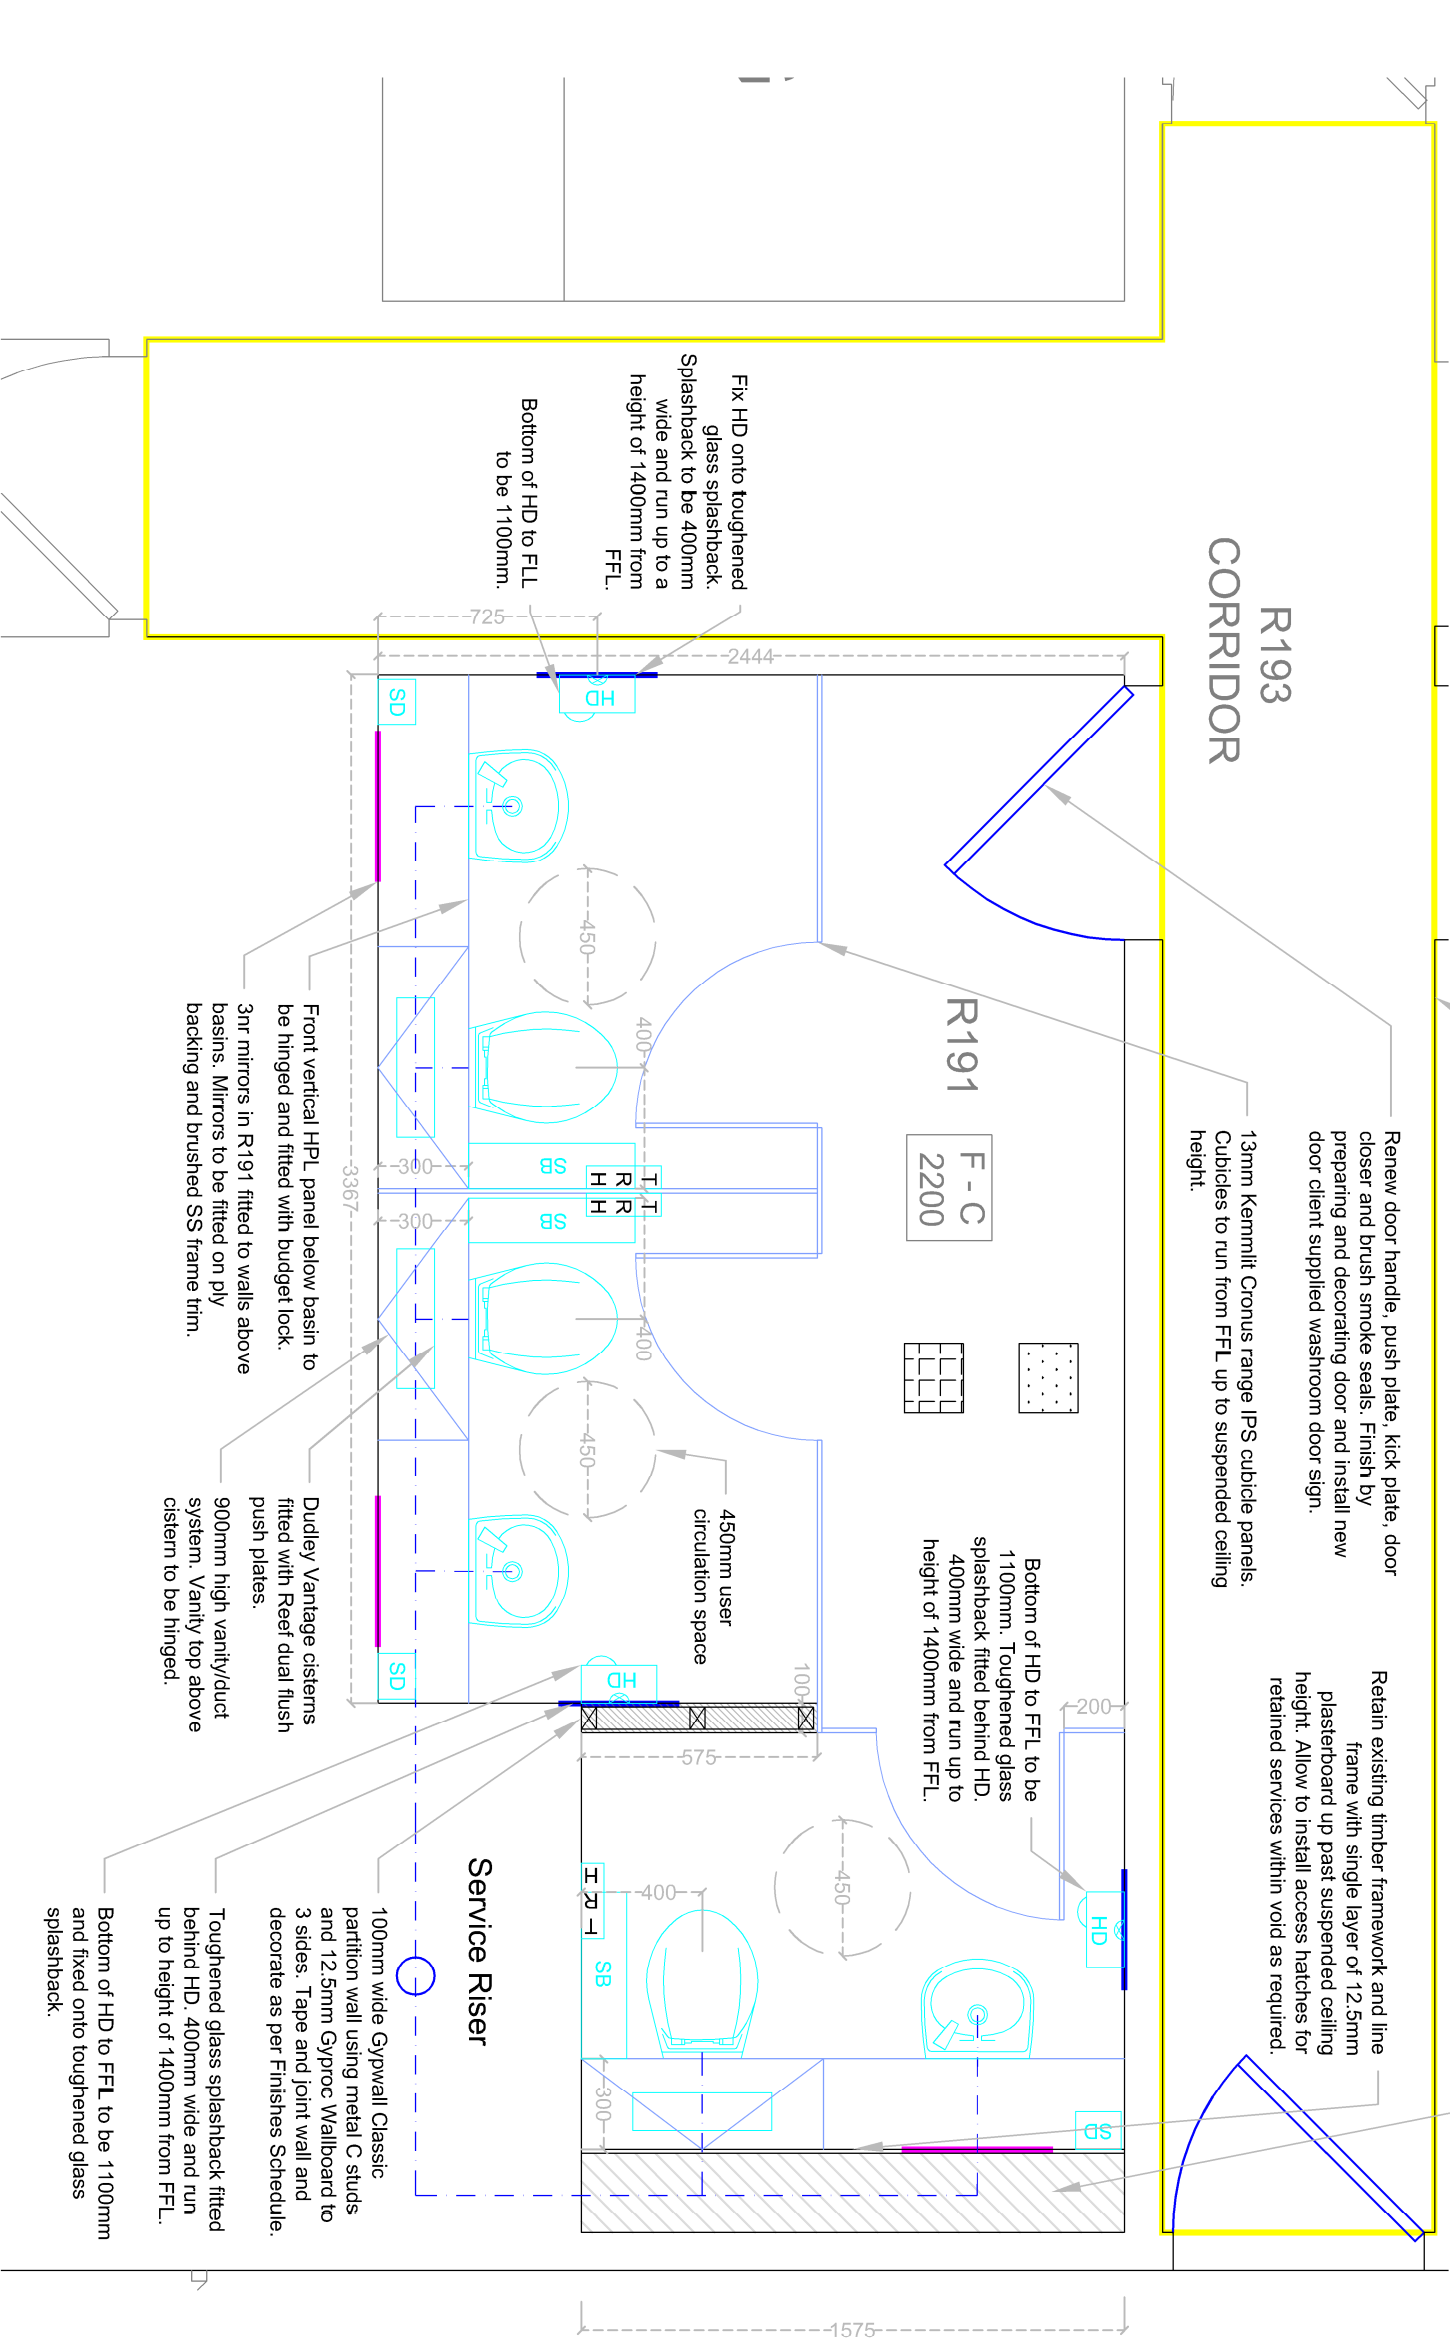 R193
CORRIDOR
Renew door handle, push plate, kick plate, door
closer and brush smoke seals. Finish by
preparing and decorating door and install new
door client supplied washroom door sign.
13mm Kemmlit Cronus range IPS cubicle panels.
Cubicles to run from FFL up to suspended ceiling
height.
Retain existing timber framework and line
frame with single layer of 12.5mm
plasterboard up past suspended ceiling
height. Allow to install access hatches for
retained services within void as required.
Fix HD onto toughened
glass splashback.
Splashback to be 400mm
wide and run up to a
height of 1400mm from
FFL.
Bottom of HD to FLL
to be 1100mm.
R191
F - C
2200
Bottom of HD to FFL to be
1100mm. Toughened glass
splashback fitted behind HD.
400mm wide and run up to
height of 1400mm from FFL.
450mm user
circulation space
725
2444
200
1575
HD
HD
HD
100
575
450
450
450
400
400
400
T
R
H
T
R
H
T
R
H
SB
SB
SB
300
300
300
SD
SD
SD
3367
Service Riser
Front vertical HPL panel below basin to
be hinged and fitted with budget lock.
3nr mirrors in R191 fitted to walls above
basins. Mirrors to be fitted on ply
backing and brushed SS frame trim.
Dudley Vantage cisterns
fitted with Reef dual flush
push plates.
900mm high vanity/duct
system. Vanity top above
cistern to be hinged.
100mm wide Gypwall Classic
partition wall using metal C studs
and 12.5mm Gyproc Wallboard to
3 sides. Tape and joint wall and
decorate as per Finishes Schedule.
Toughened glass splashback fitted
behind HD. 400mm wide and run
up to height of 1400mm from FFL.
Bottom of HD to FFL to be 1100mm
and fixed onto toughened glass
splashback.